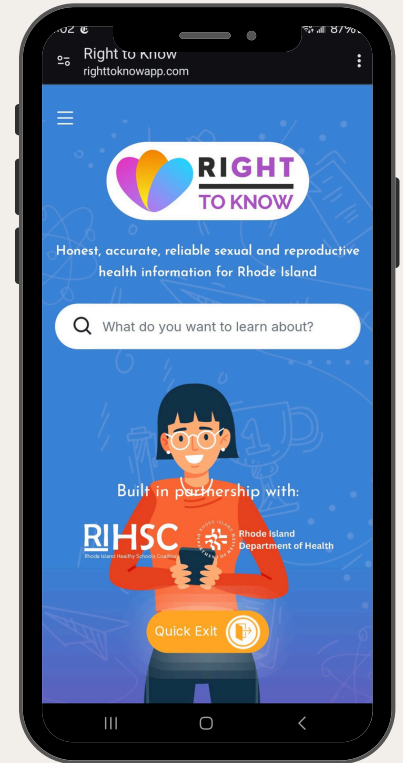 :02
87%
Right to Know
righttoknowapp.com
RIGHT
TO KNOW
Honest, accurate, reliable sexual and reproductive
health information for Rhode Island
What do you want to learn about?
Built in partnership with:
RIHSC
Rhode Island Healthy Schools Coalition
Rhode Island
Department of Health
Quick Exit